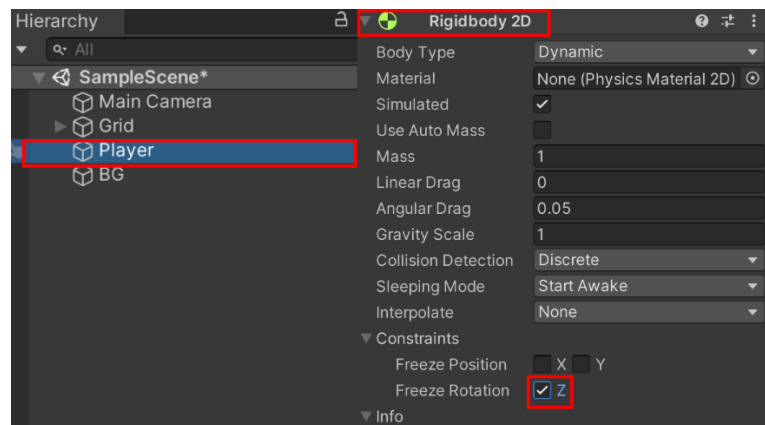 Hierarchy
All
SampleScene*
Main Camera
Grid
Player
BG
Rigidbody 2D
Body Type Dynamic
Material None (Physics Material 2D)
Simulated
Use Auto Mass
Mass 1
Linear Drag 0
Angular Drag 0.05
Gravity Scale 1
Collision Detection Discrete
Sleeping Mode Start Awake
Interpolate None
Constraints
Freeze Position X Y
Freeze Rotation Z
Info